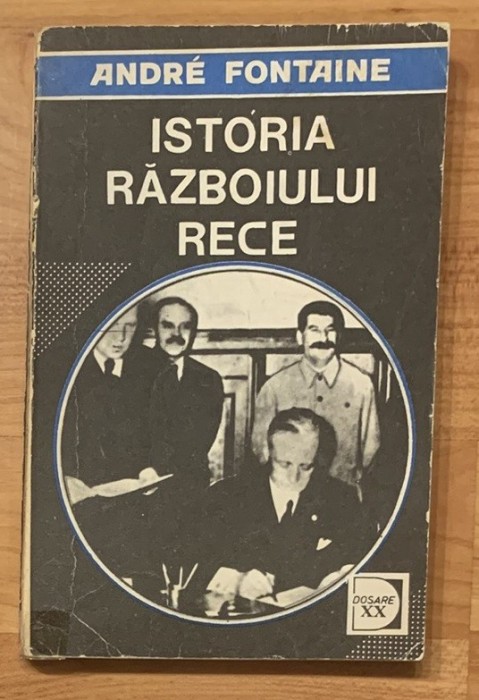 ANDRÉ FONTAINE
ISTORIA
RĂZBOIULUI
RECE
DOSARE
XX